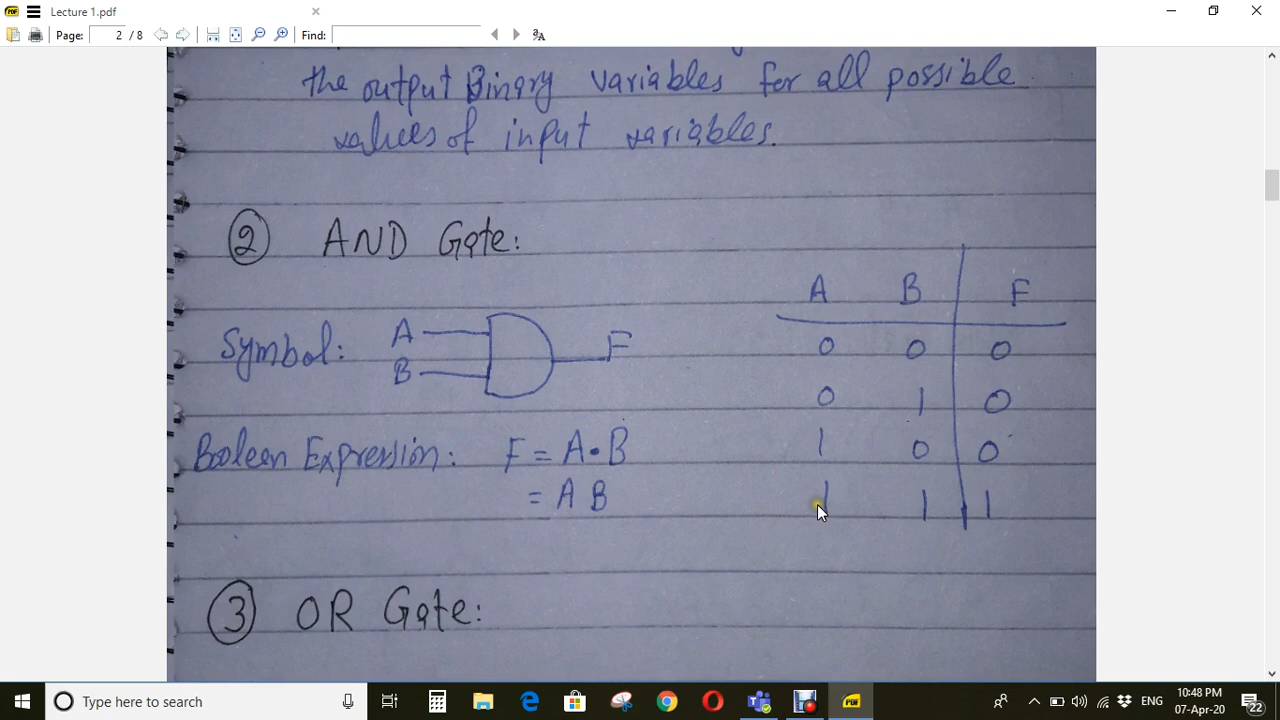 Lecture 1.pdf
Page: 2 / 8 Find:
the output Binary variables for all possible
values of input variables.
2 AND Gate:
Symbol: A B F
Boolean Expression: F = A • B
= A B
A B F
0 0 0
0 1 0
1 0 0
1 1 1
3 OR Gate:
Type here to search
ENG
10:48 PM
07-Apr-20
22